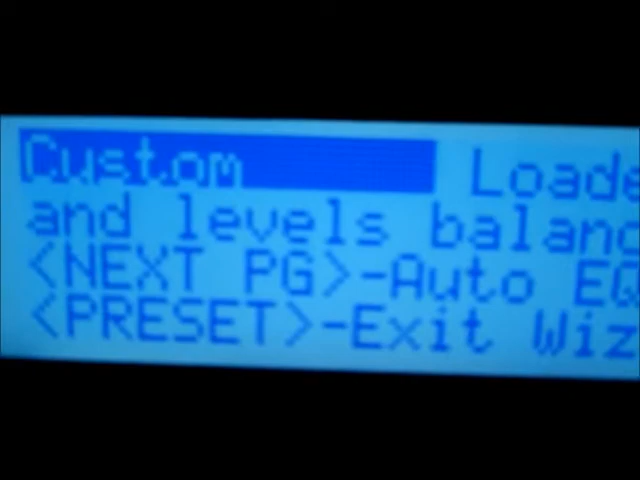 Custom Loade
and levels balanc
<NEXT PG>-Auto EQ
<PRESET>-Exit Wiz